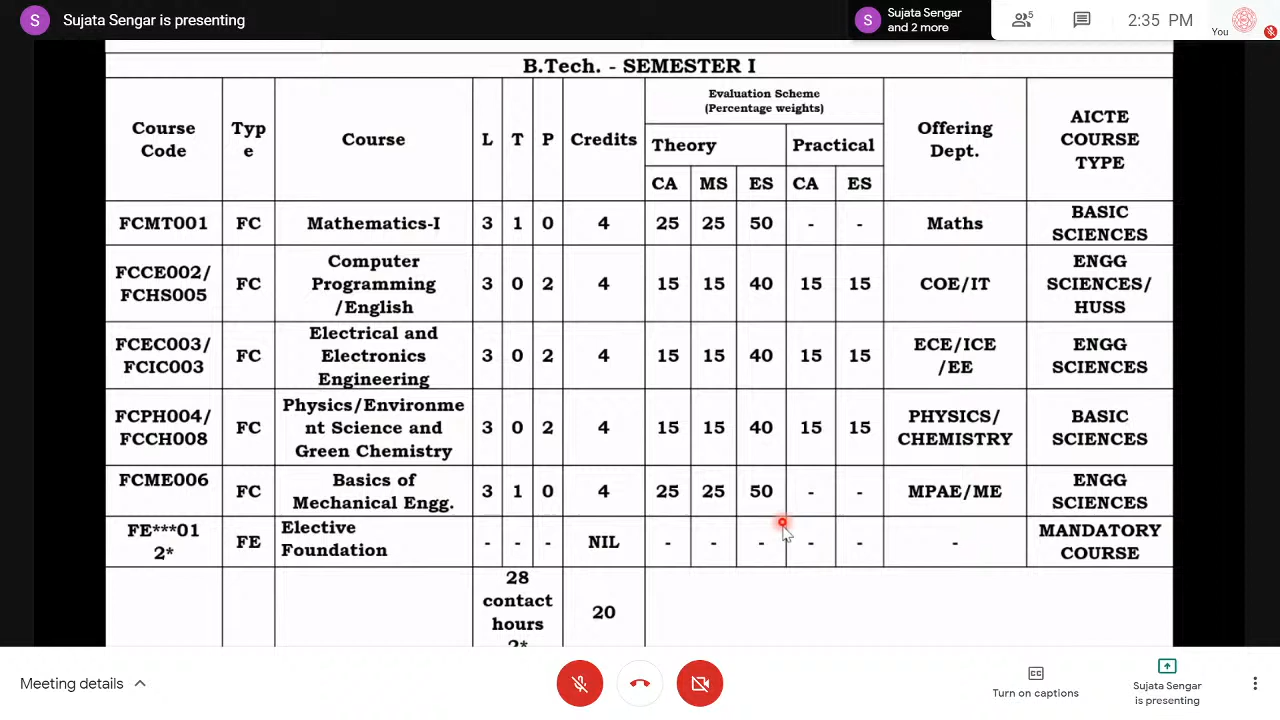 S Sujata Sengar is presenting
S Sujata Sengar
and 2 more
5
2:35 PM
You
B.Tech. - SEMESTER I
Course
Code
Typ
e
Course
L T P Credits
Evaluation Scheme
(Percentage weights)
Theory Practical
CA MS ES CA ES
Offering
Dept.
AICTE
COURSE
TYPE
FCMT001 FC Mathematics-I 3 1 0 4 25 25 50 - - Maths BASIC
SCIENCES
FCCE002/
FCHS005
FC
Computer
Programming
/English
3 0 2 4 15 15 40 15 15 COE/IT
ENGG
SCIENCES/
HUSS
FCEC003/
FCIC003
FC
Electrical and
Electronics
Engineering
3 0 2 4 15 15 40 15 15
ECE/ICE
/EE
ENGG
SCIENCES
FCPH004/
FCCH008
FC
Physics/Environme
nt Science and
Green Chemistry
3 0 2 4 15 15 40 15 15
PHYSICS/
CHEMISTRY
BASIC
SCIENCES
FCME006
FC
Basics of
Mechanical Engg.
3 1 0 4 25 25 50 - - MPAE/ME
ENGG
SCIENCES
FE***01
2*
FE
Elective
Foundation
- - - NIL - - - - - -
MANDATORY
COURSE
28
contact
hours
2*
20
Meeting details
CC
Turn on captions
Sujata Sengar
is presenting